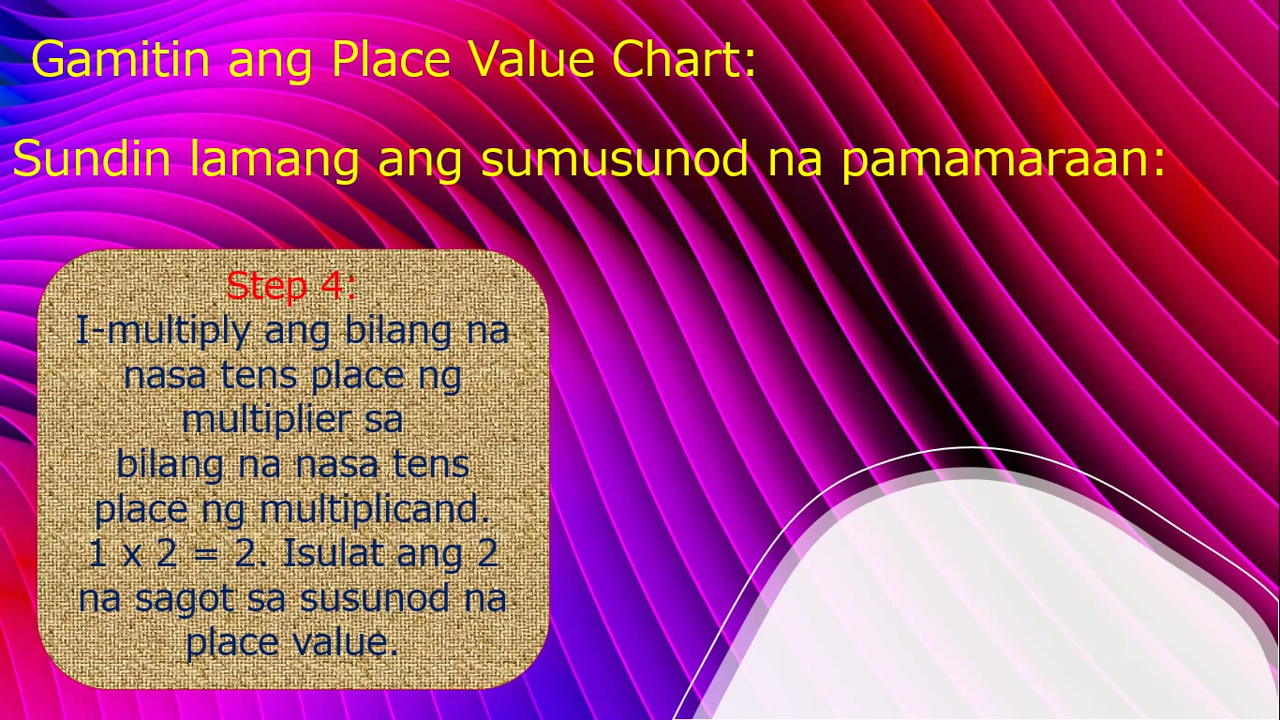 Gamitin ang Place Value Chart:
Sundin lamang ang sumusunod na pamamaraan:
Step 4:
I-multiply ang bilang na
nasa tens place ng
multiplier sa
bilang na nasa tens
place ng multiplicand.
1 x 2 = 2. Isulat ang 2
na sagot sa susunod na
place value.